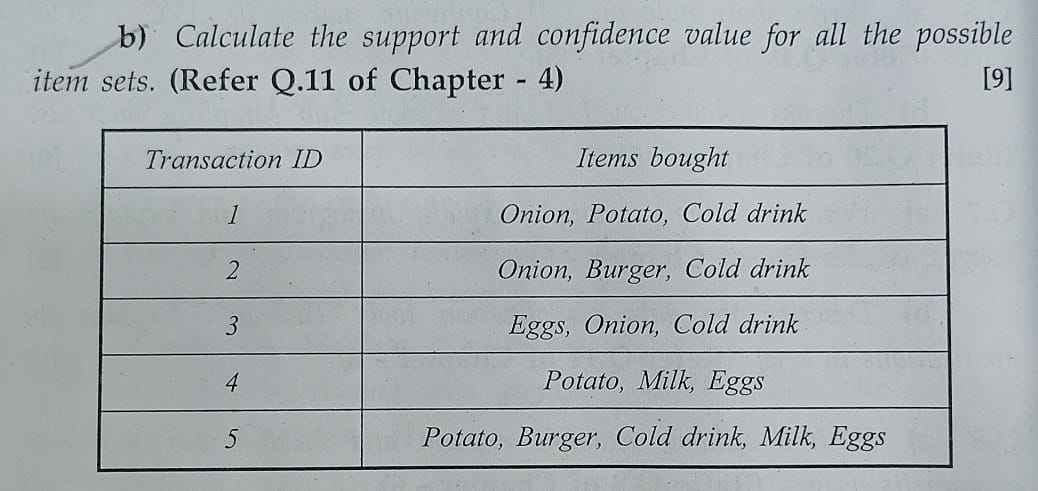 b) Calculate the support and confidence value for all the possible
item sets. (Refer Q.11 of Chapter - 4) [9]
Transaction ID Items bought
1 Onion, Potato, Cold drink
2 Onion, Burger, Cold drink
3 Eggs, Onion, Cold drink
4 Potato, Milk, Eggs
5 Potato, Burger, Cold drink, Milk, Eggs